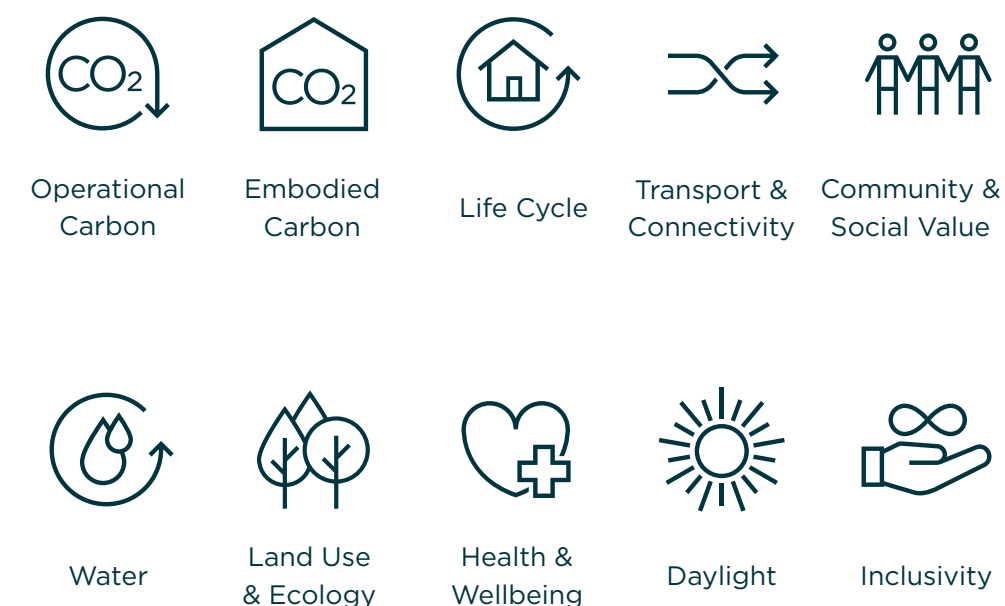 CO2
CO2
Operational
Carbon
Embodied
Carbon
Life Cycle
Transport &
Connectivity
Community &
Social Value
Water
Land Use
& Ecology
Health &
Wellbeing
Daylight
Inclusivity